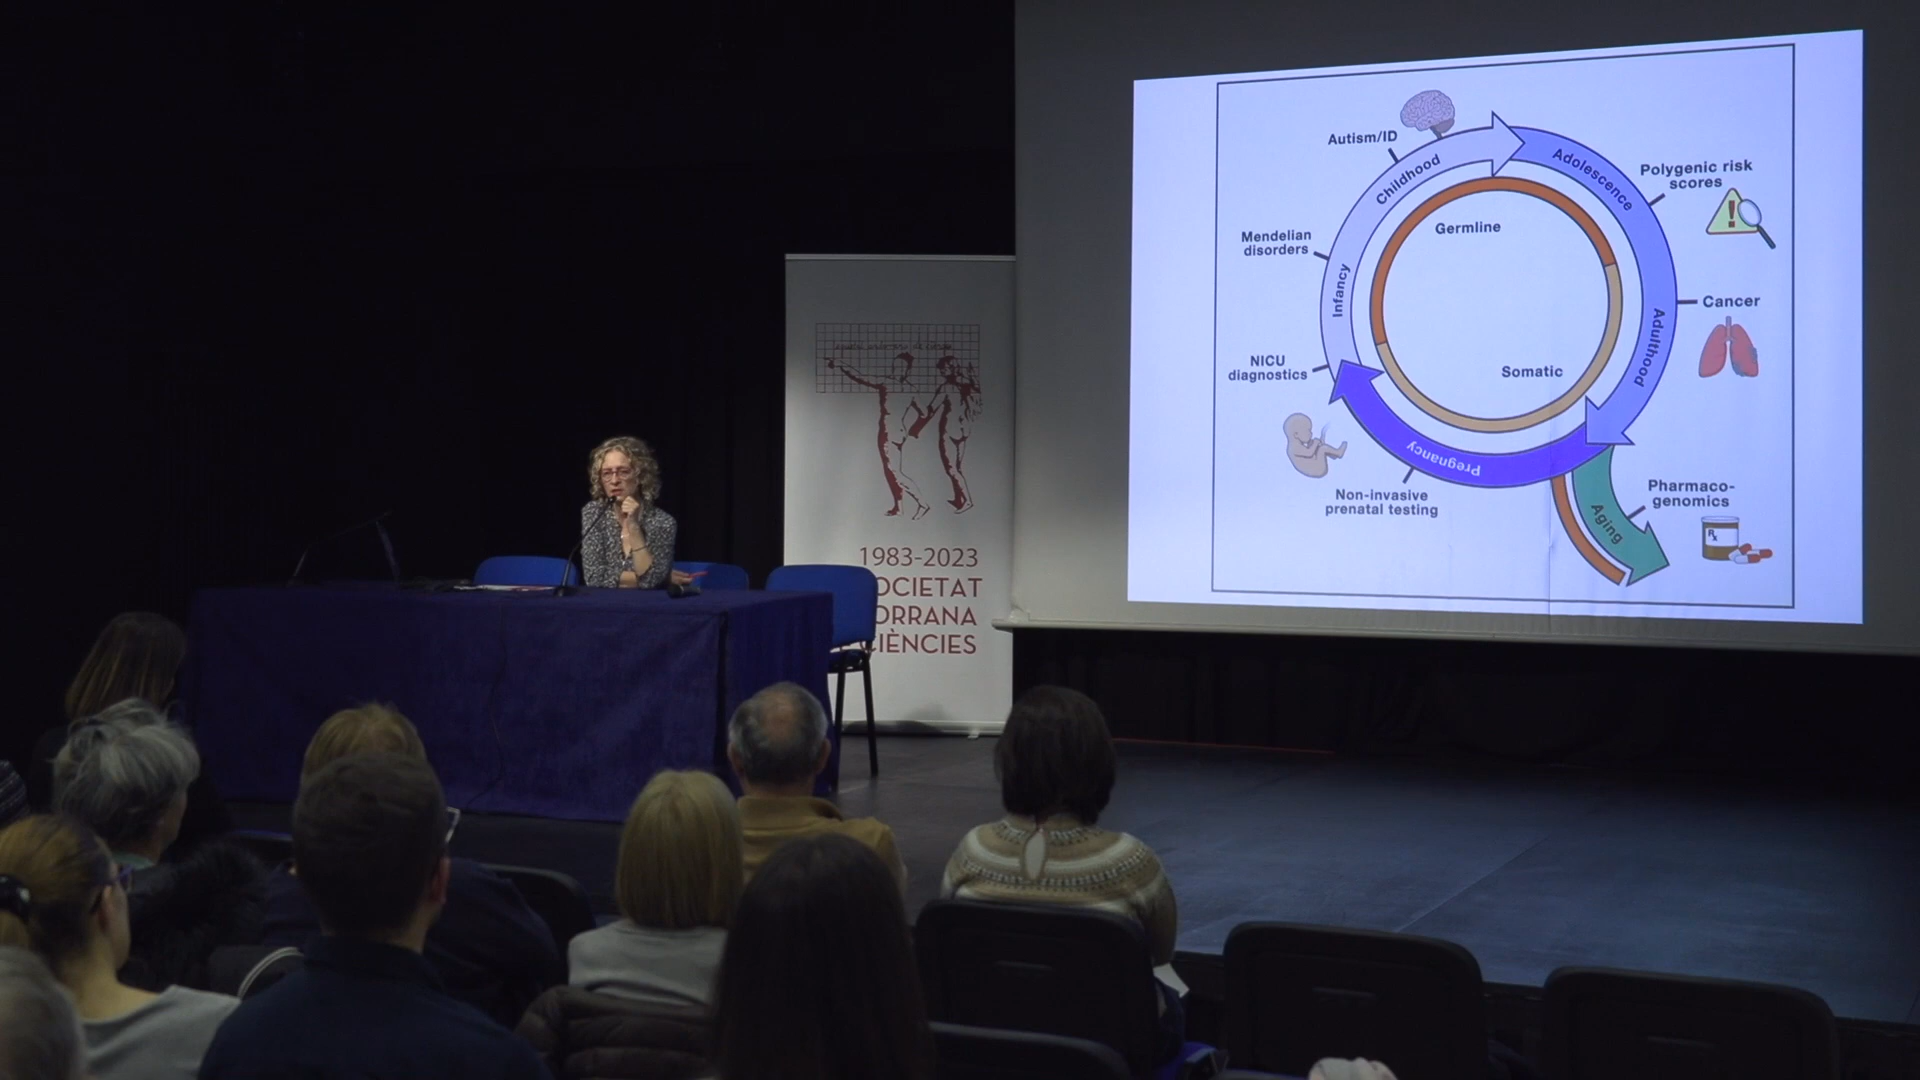 1983-2023
OCIETAT
ORRANA
CIÈNCIES
Autism/ID
Childhood
Adolescence
Polygenic risk
scores
Germline
Mendelian
disorders
Infancy
Cancer
Adulthood
NICU
diagnostics
Somatic
Pregnancy
Non-invasive
prenatal testing
Aging
Pharmaco-
genomics
Rx